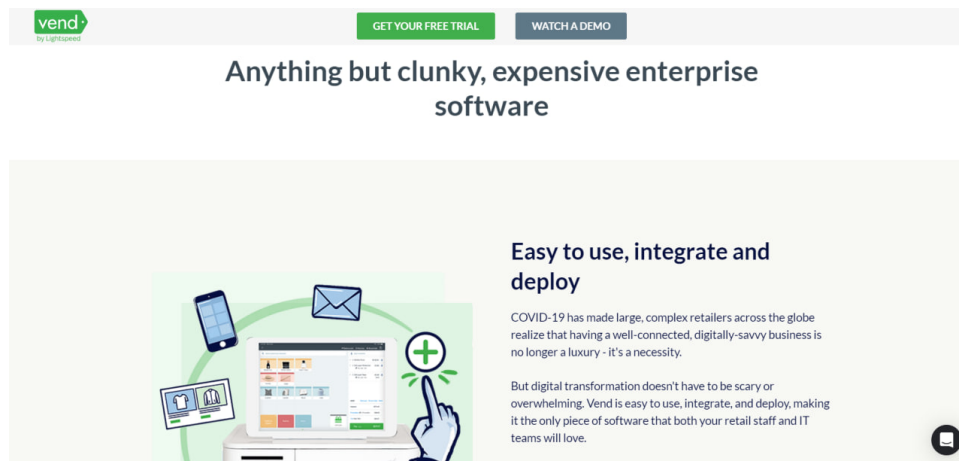 vend
by Lightspeed
GET YOUR FREE TRIAL
WATCH A DEMO
Anything but clunky, expensive enterprise
software
Easy to use, integrate and
deploy
COVID-19 has made large, complex retailers across the globe
realize that having a well-connected, digitally-savvy business is
no longer a luxury - it's a necessity.
But digital transformation doesn't have to be scary or
overwhelming. Vend is easy to use, integrate, and deploy, making
it the only piece of software that both your retail staff and IT
teams will love.